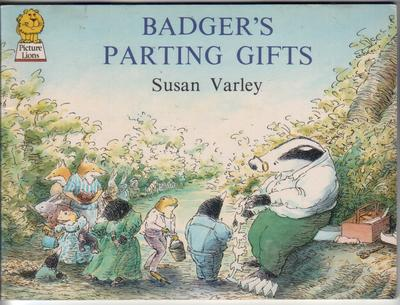 Picture
Lions
BADGER'S
PARTING GIFTS
Susan Varley